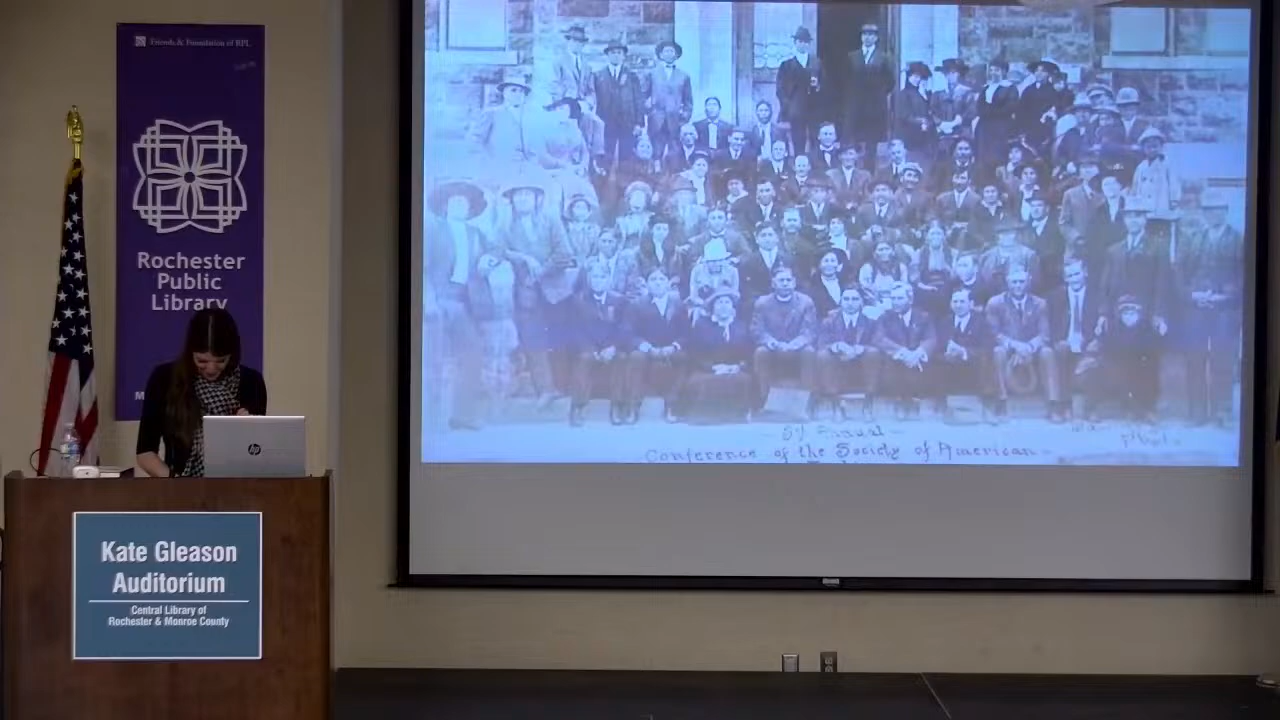 Friends & Foundation of RPL
Rochester
Public
Library
M
hp
Kate Gleason
Auditorium
Central Library of
Rochester & Monroe County
Annual
Conference of the Society of American